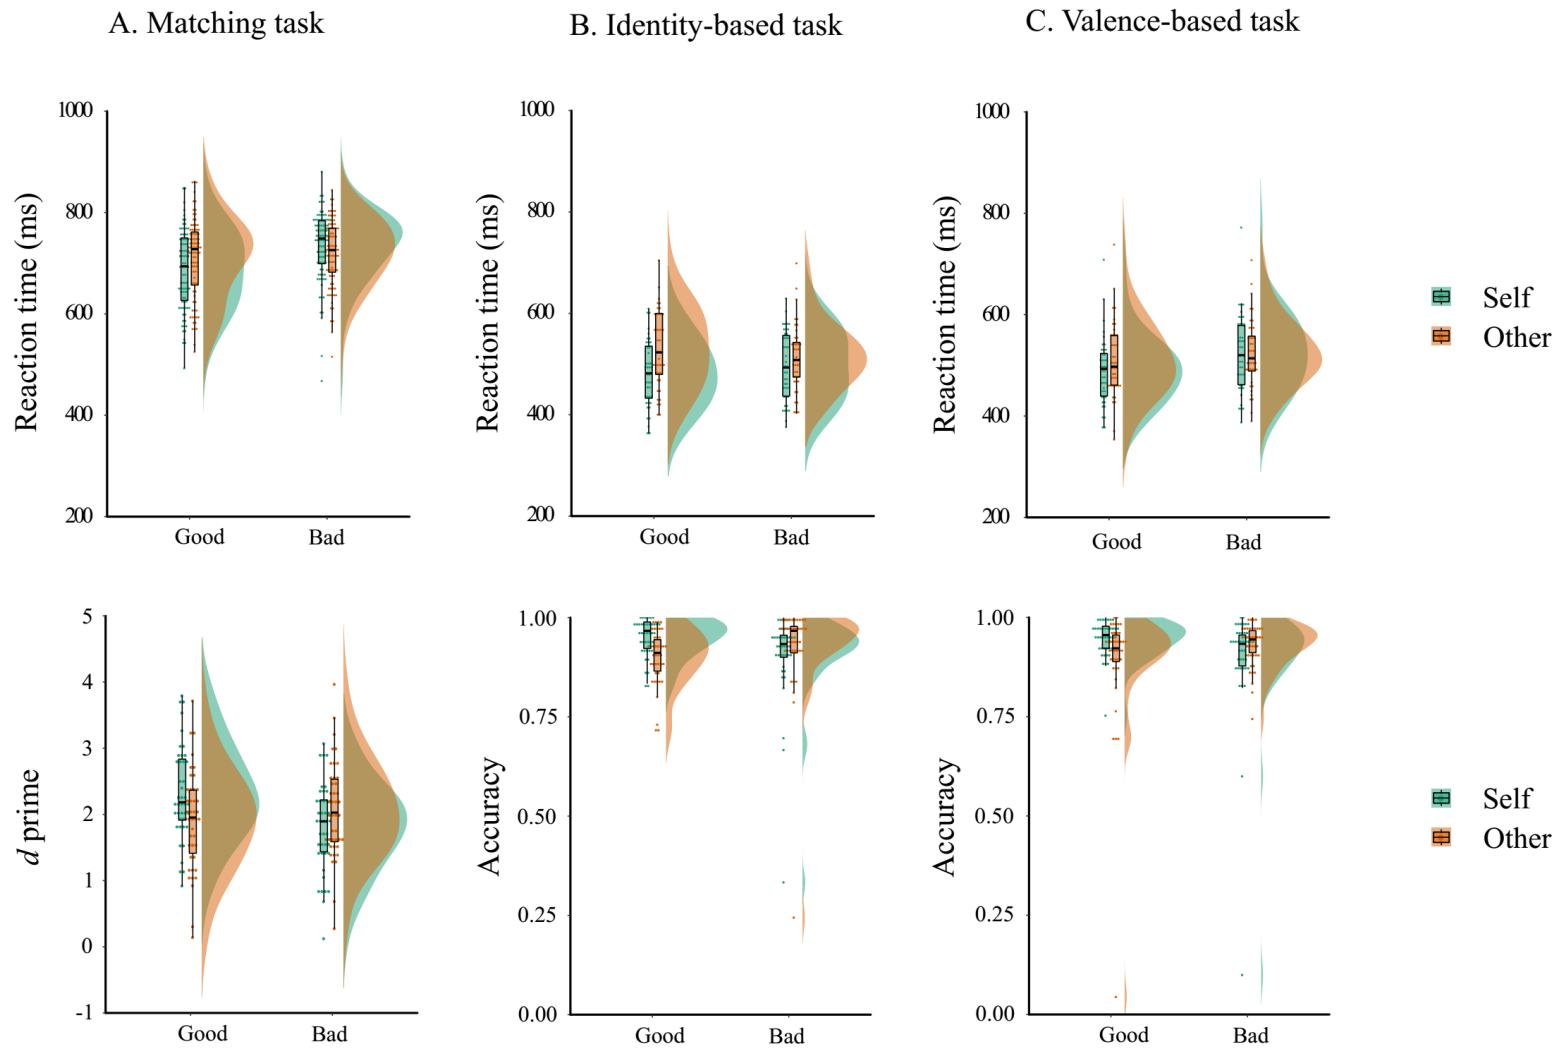 A. Matching task
B. Identity-based task
C. Valence-based task
Reaction time (ms)
1000
800
600
400
200
Good
Bad
Reaction time (ms)
1000
800
600
400
200
Good
Bad
Reaction time (ms)
1000
800
600
400
200
Good
Bad
Self
Other
d prime
5
4
3
2
1
0
-1
Good
Bad
Accuracy
1.00
0.75
0.50
0.25
0.00
Good
Bad
Accuracy
1.00
0.75
0.50
0.25
0.00
Good
Bad
Self
Other